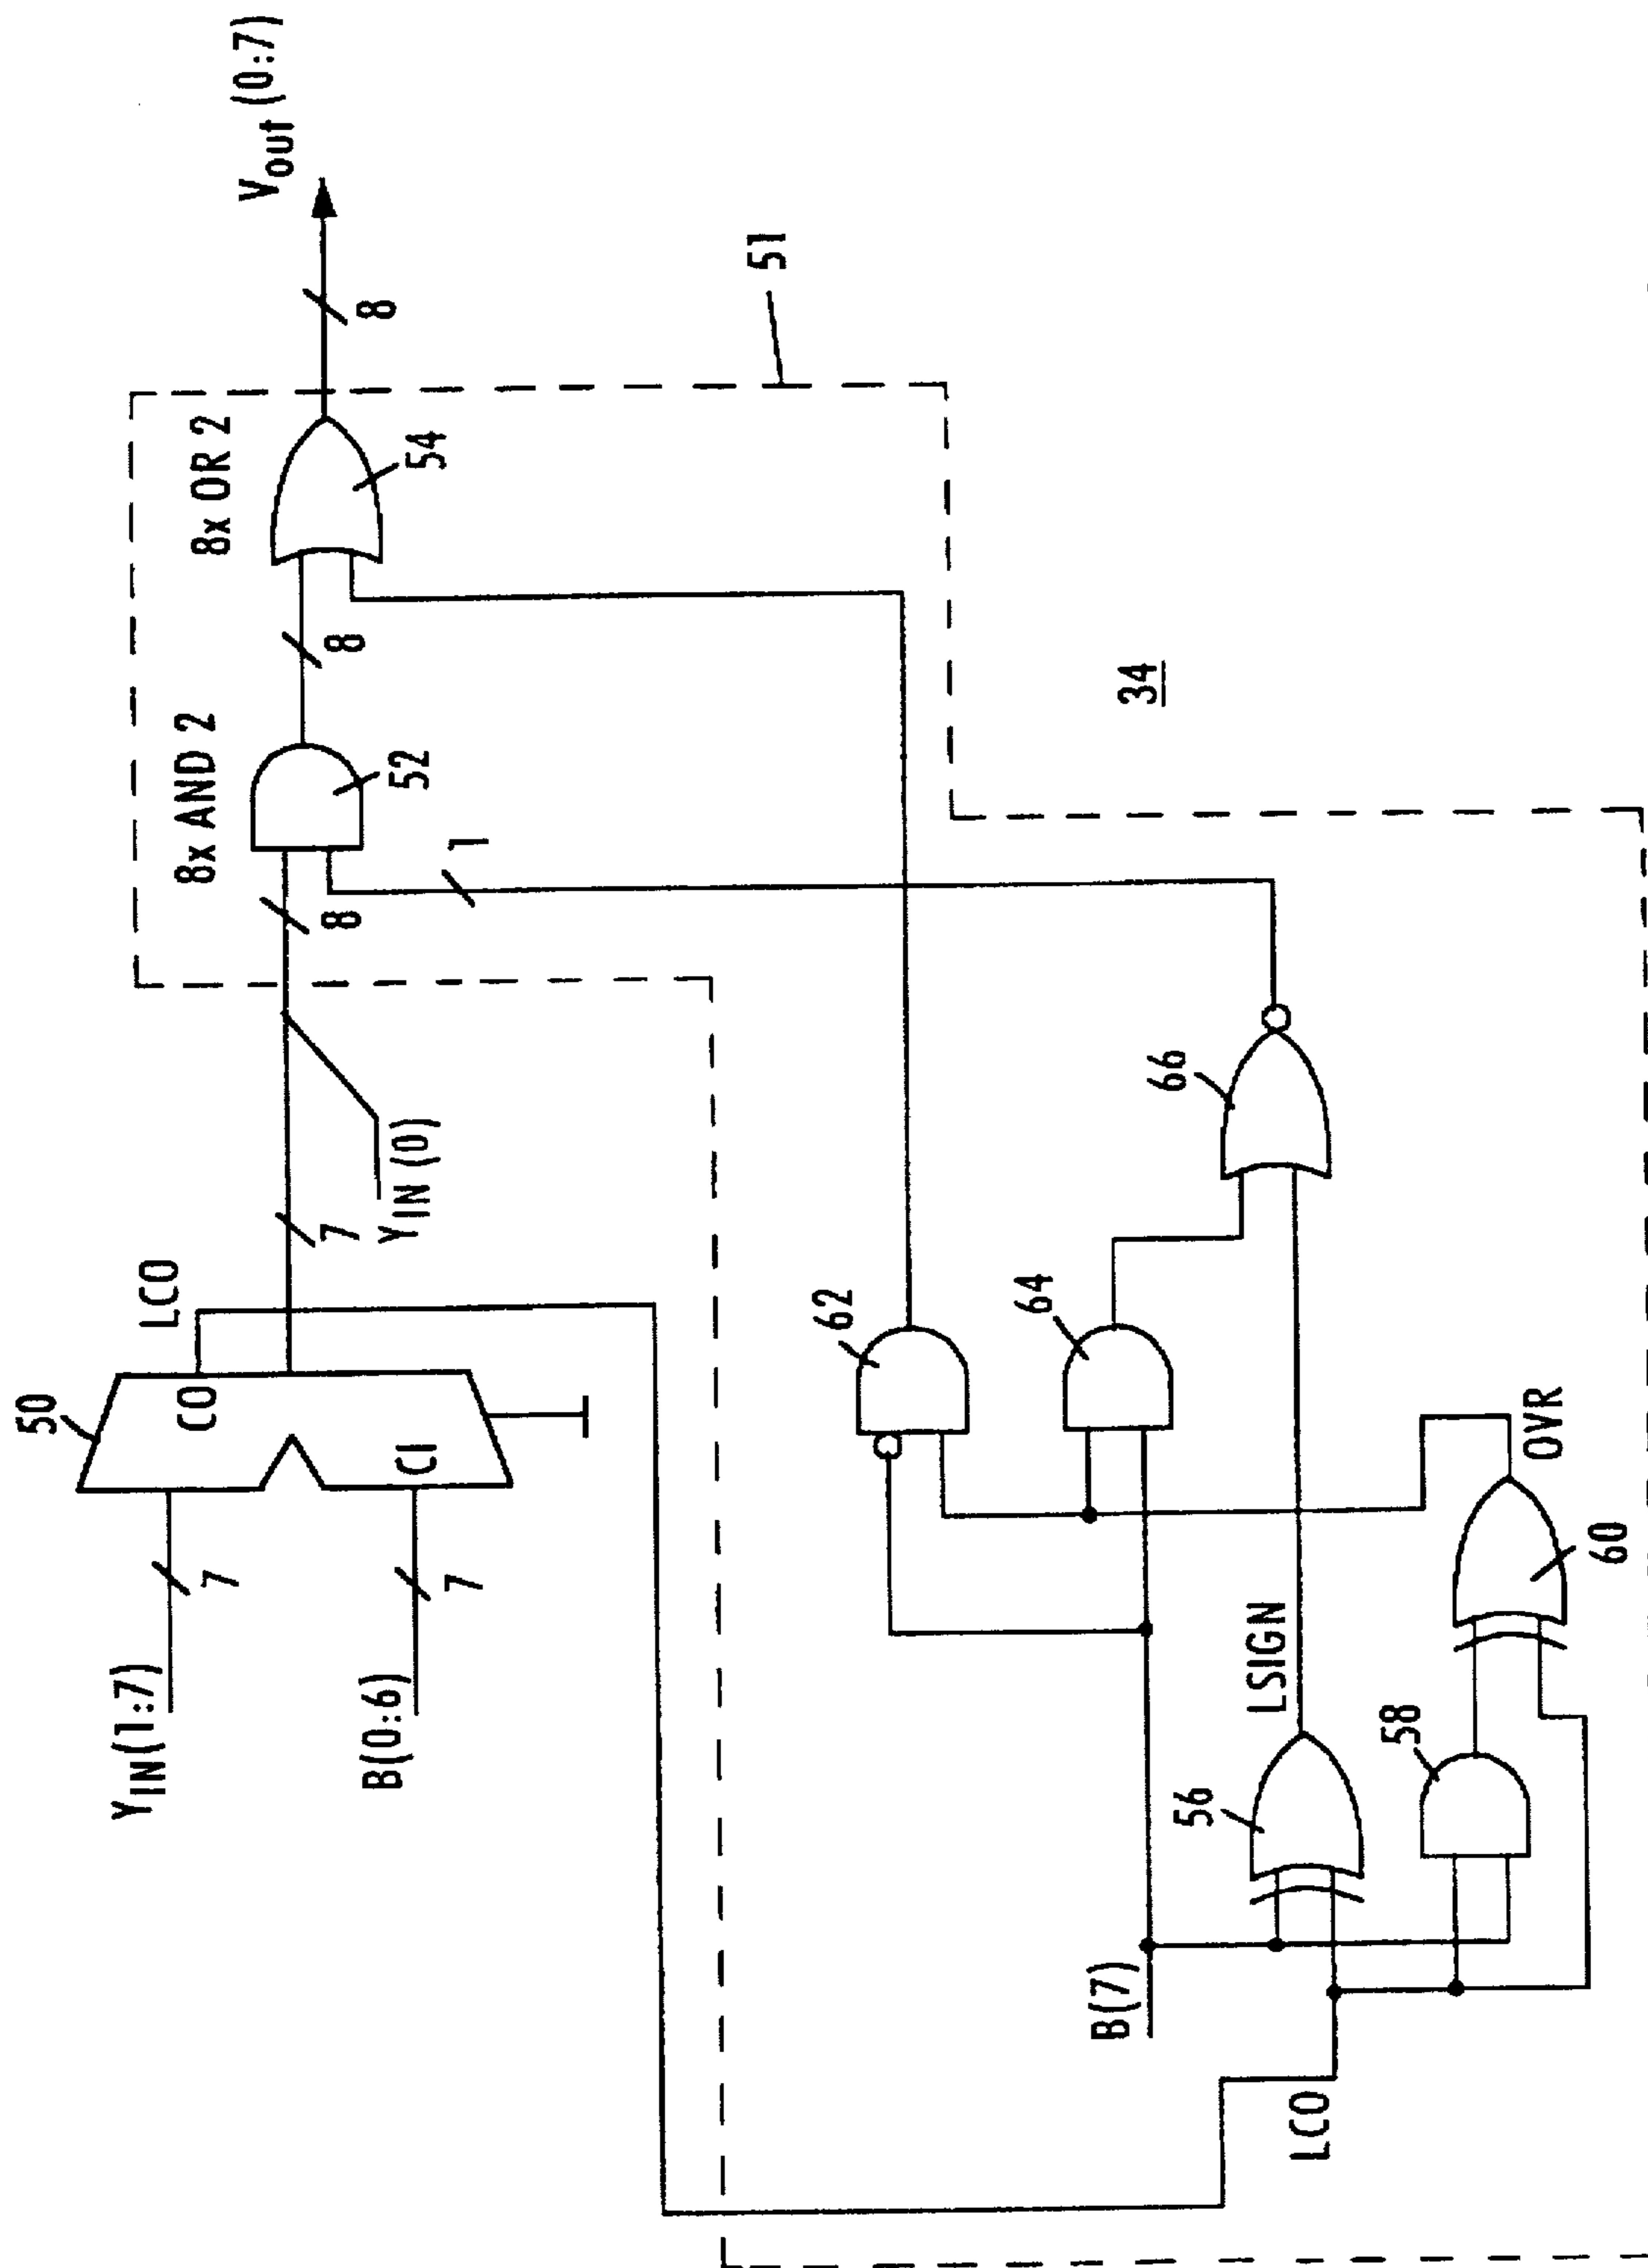 Y_IN(1:7)
7
B(0:6)
7
50
CO
CI
LCO
7
Y_IN (0)
8
8x AND 2
52
1
8
8x OR 2
54
8
V_out (0:7)
51
34
62
64
66
B(7)
LCO
56
LSIGN
58
60
OVR